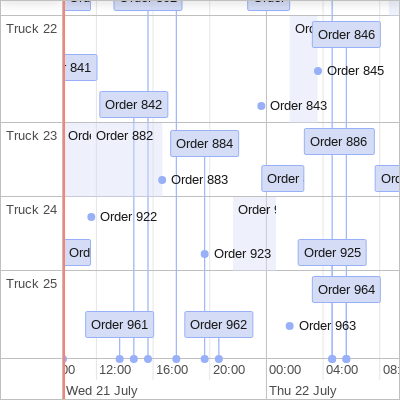 Truck 22
Order 846
841
Order 845
Order 842
Order 843
Truck 23
Order 882
Order 884
Order 886
Order
Order 883
Truck 24
Order 922
Order
Order 923
Order 925
Truck 25
Order 964
Order 961
Order 962
Order 963
12:00
16:00
20:00
00:00
04:00
Wed 21 July
Thu 22 July